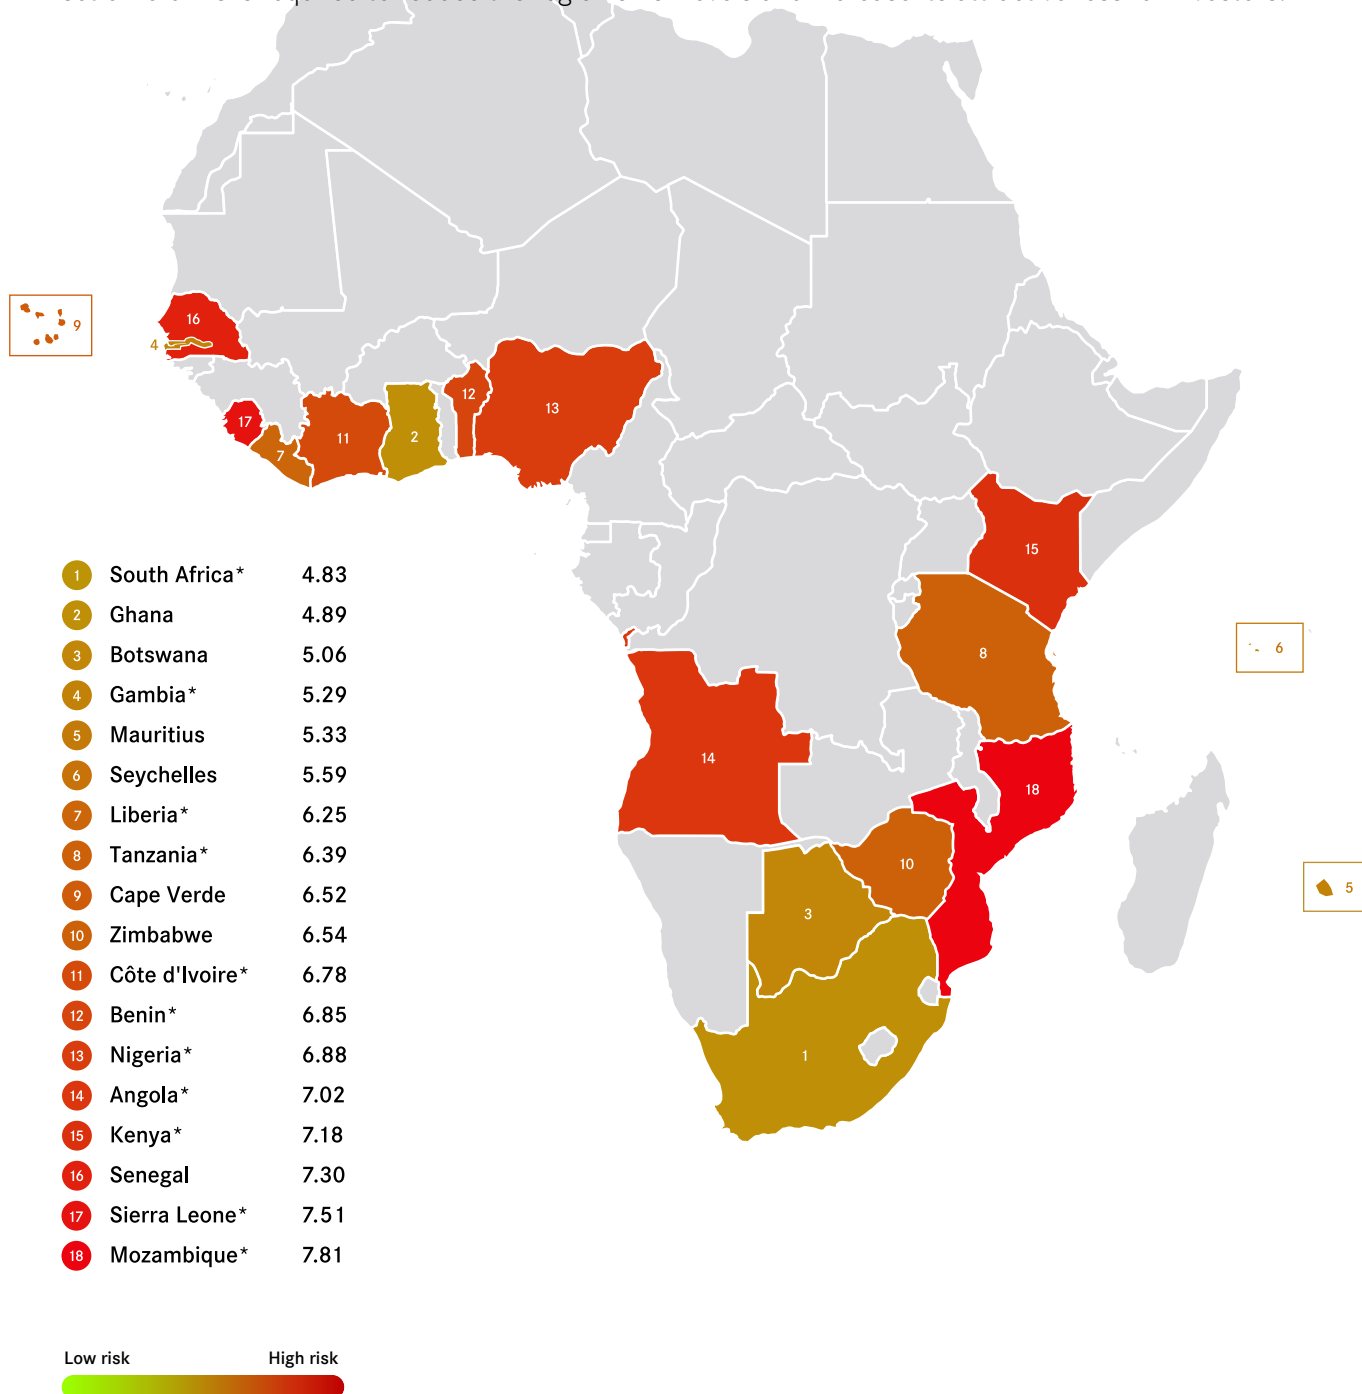 1 South Africa* 4.83
2 Ghana 4.89
3 Botswana 5.06
4 Gambia* 5.29
5 Mauritius 5.33
6 Seychelles 5.59
7 Liberia* 6.25
8 Tanzania* 6.39
9 Cape Verde 6.52
10 Zimbabwe 6.54
11 Côte d'Ivoire* 6.78
12 Benin* 6.85
13 Nigeria* 6.88
14 Angola* 7.02
15 Kenya* 7.18
16 Senegal 7.30
17 Sierra Leone* 7.51
18 Mozambique* 7.81
Low risk High risk
9
16
4
17
7
11
2
12
13
15
8
6
14
18
10
5
3
1